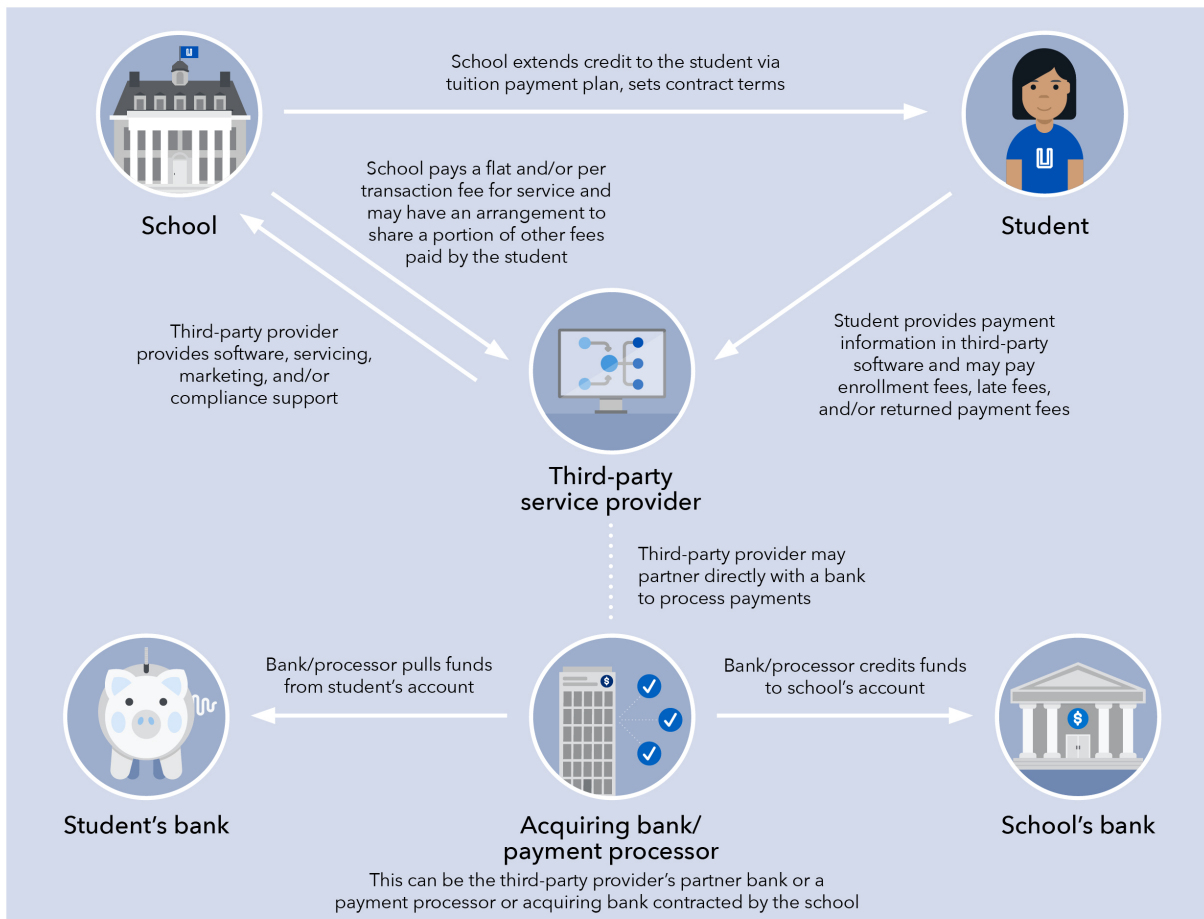 School extends credit to the student via
tuition payment plan, sets contract terms
School
Student
School pays a flat and/or per
transaction fee for service and
may have an arrangement to
share a portion of other fees
paid by the student
Third-party provider
provides software, servicing,
marketing, and/or
compliance support
Student provides payment
information in third-party
software and may pay
enrollment fees, late fees,
and/or returned payment fees
Third-party
service provider
Third-party provider may
partner directly with a bank
to process payments
Bank/processor pulls funds
from student’s account
Bank/processor credits funds
to school’s account
$
$
Student’s bank
Acquiring bank/
payment processor
School’s bank
This can be the third-party provider’s partner bank or a
payment processor or acquiring bank contracted by the school